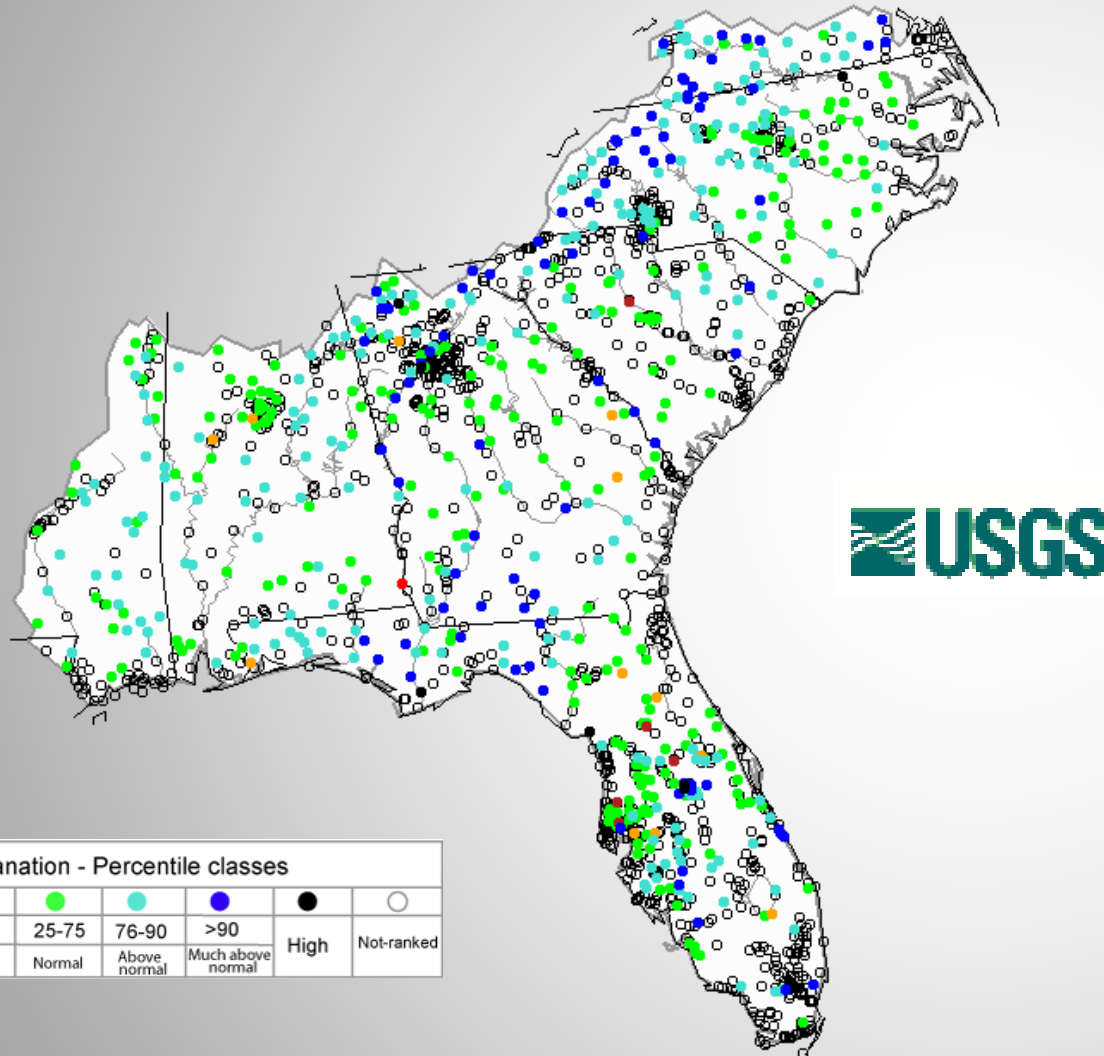 USGS
anation - Percentile classes
25-75 76-90 >90 High Not-ranked
Normal Above normal Much above normal